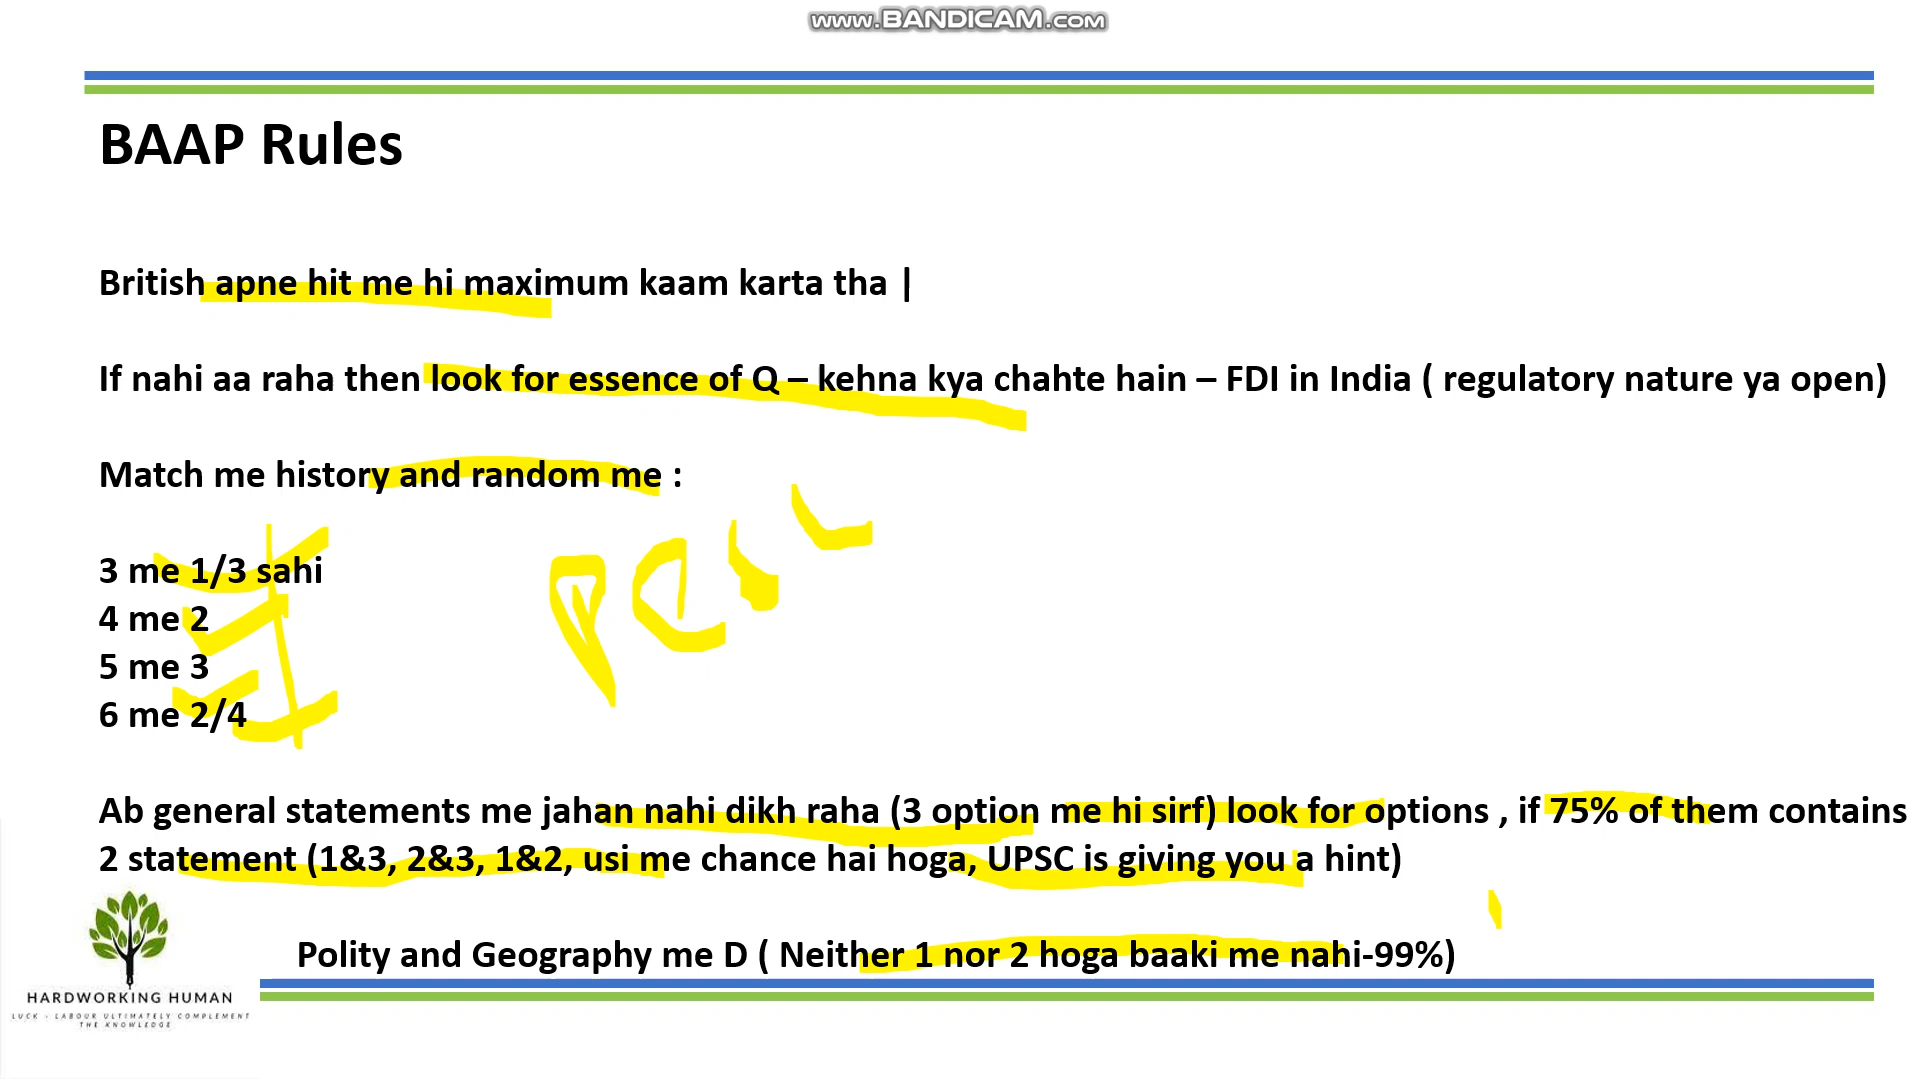 www.BANDICAM.com
BAAP Rules
British apne hit me hi maximum kaam karta tha |
If nahi aa raha then look for essence of Q – kehna kya chahte hain – FDI in India ( regulatory nature ya open)
Match me history and random me :
3 me 1/3 sahi
4 me 2
5 me 3
6 me 2/4
Ab general statements me jahan nahi dikh raha (3 option me hi sirf) look for options , if 75% of them contains
2 statement (1&3, 2&3, 1&2, usi me chance hai hoga, UPSC is giving you a hint)
Polity and Geography me D ( Neither 1 nor 2 hoga baaki me nahi-99%)
HARDWORKING HUMAN
LUCK - LABOUR ULTIMATELY COMPLEMENT
THE KNOWLEDGE